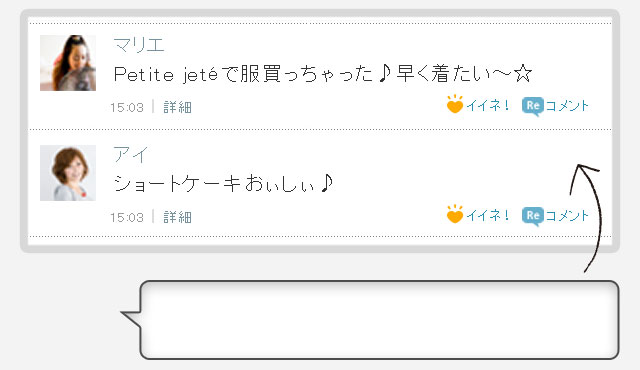 マリエ
Petite jetéで服買っちゃった♪早く着たい～☆
15:03 | 詳細 イイネ! Re コメント
アイ
ショートケーキおぃしぃ♪
15:03 | 詳細 イイネ! Re コメント